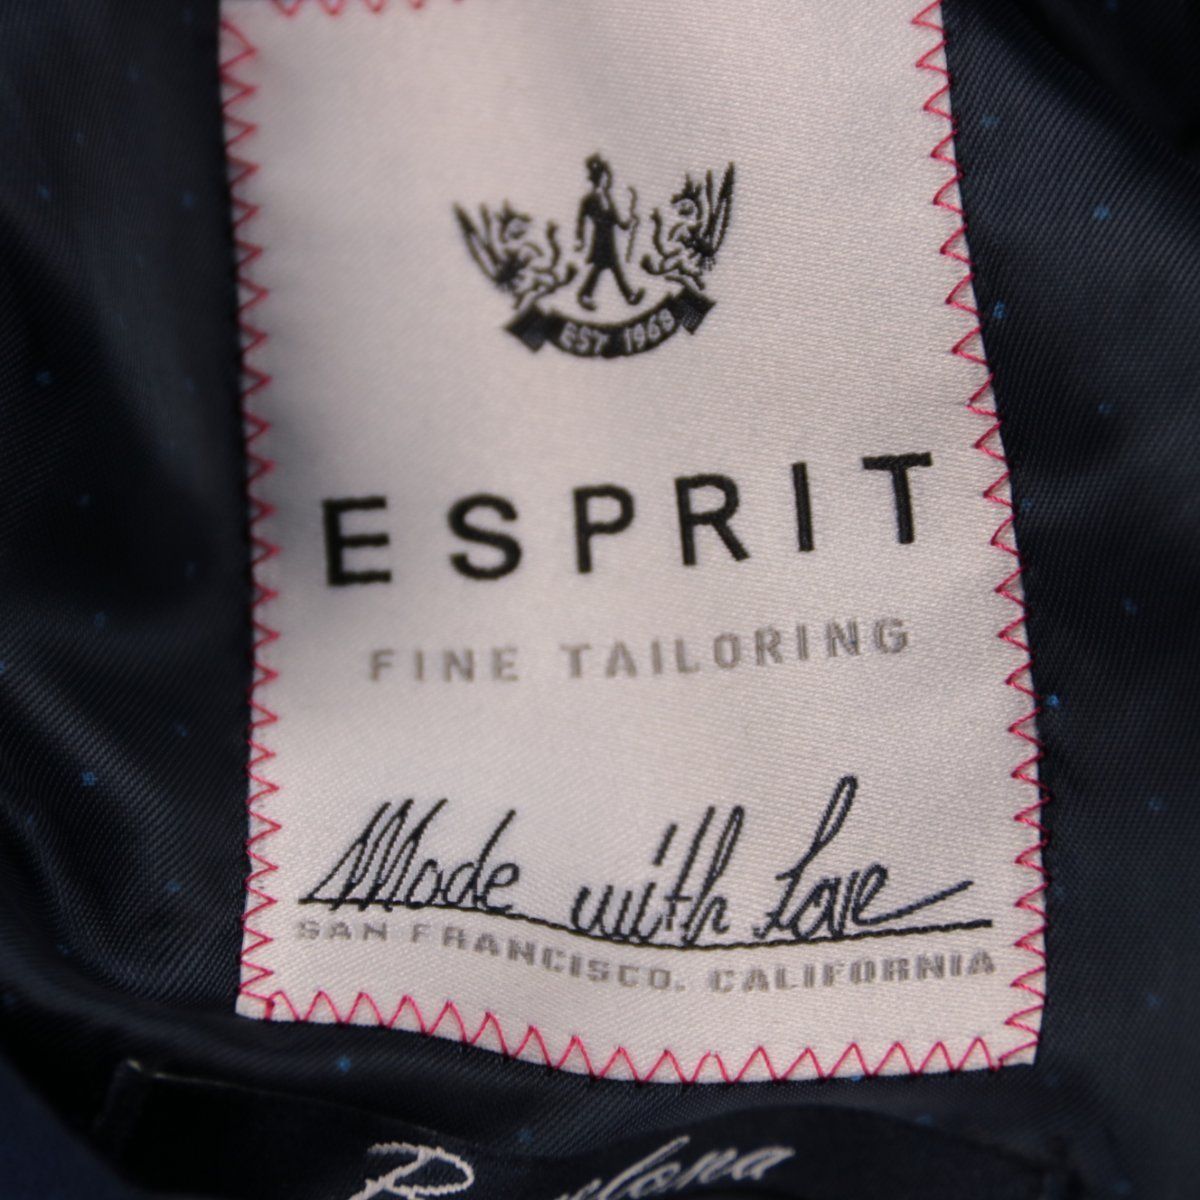 EST 1968
ESPRIT
FINE TAILORING
Made with Love
SAN FRANCISCO, CALIFORNIA